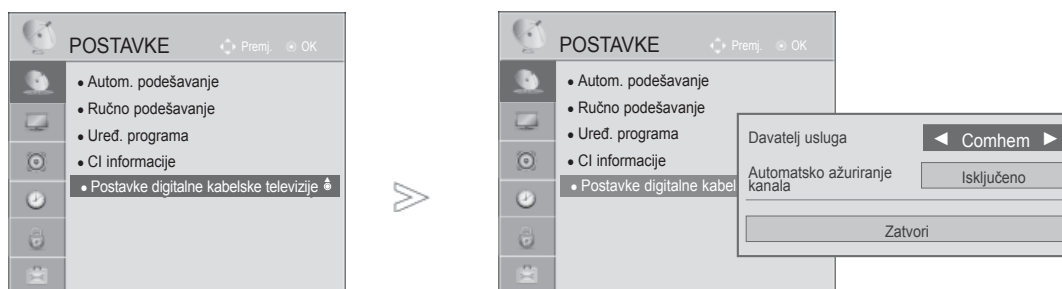 POSTAVKE
Premj. OK
• Autom. podešavanje
• Ručno podešavanje
• Uređ. programa
• CI informacije
• Postavke digitalne kabelske televizije
POSTAVKE
Premj. OK
• Autom. podešavanje
• Ručno podešavanje
• Uređ. programa
• CI informacije
• Postavke digitalne kabel
Davatelj usluga
◄ Comhem ►
Automatsko ažuriranje
kanala
Isključeno
Zatvori